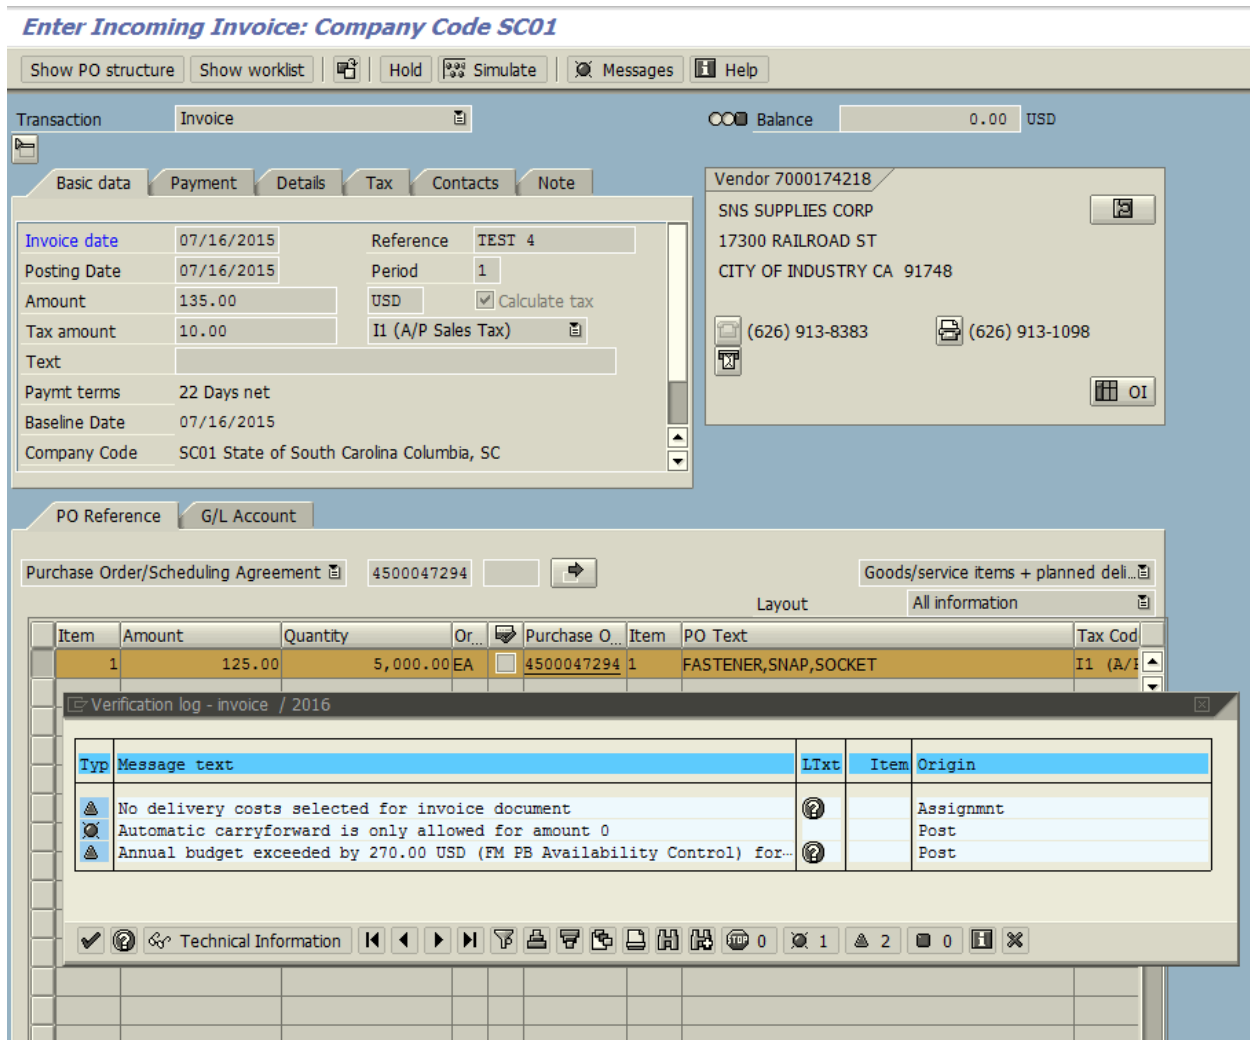 Enter Incoming Invoice: Company Code SC01
Show PO structure Show worklist Hold Simulate Messages Help
Transaction Invoice Balance 0.00 USD
Basic data Payment Details Tax Contacts Note
Vendor 7000174218
SNS SUPPLIES CORP
17300 RAILROAD ST
CITY OF INDUSTRY CA 91748
(626) 913-8383 (626) 913-1098
OI
Invoice date 07/16/2015 Reference TEST 4
Posting Date 07/16/2015 Period 1
Amount 135.00 USD Calculate tax
Tax amount 10.00 I1 (A/P Sales Tax)
Text
Paymt terms 22 Days net
Baseline Date 07/16/2015
Company Code SC01 State of South Carolina Columbia, SC
PO Reference G/L Account
Purchase Order/Scheduling Agreement 4500047294 Goods/service items + planned deli...
Layout All information
Item Amount Quantity Or... Purchase O... Item PO Text Tax Cod
1 125.00 5,000.00 EA 4500047294 1 FASTENER,SNAP,SOCKET I1 (A/
Verification log - invoice / 2016
Typ Message text LTxt Item Origin
No delivery costs selected for invoice document Assignmnt
Automatic carryforward is only allowed for amount 0 Post
Annual budget exceeded by 270.00 USD (FM PB Availability Control) for... Post
Technical Information STOP 0 1 2 0